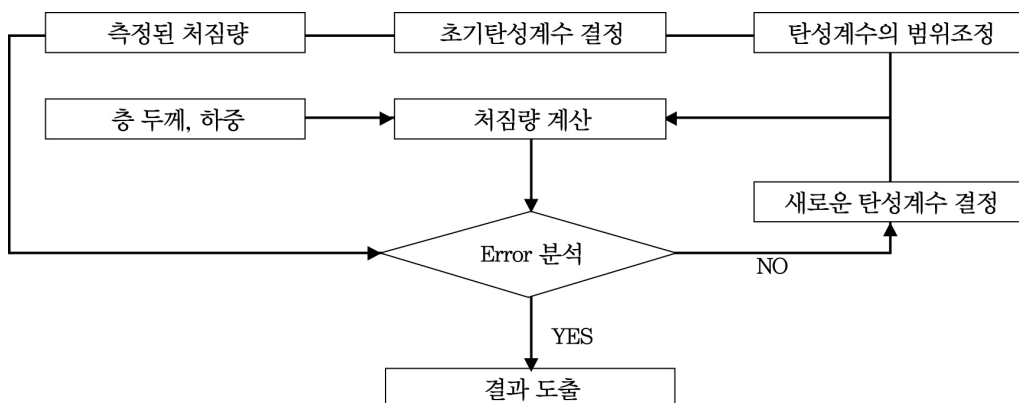 측정된 처짐량
초기탄성계수 결정
탄성계수의 범위조정
층 두께, 하중
처짐량 계산
새로운 탄성계수 결정
Error 분석
NO
YES
결과 도출